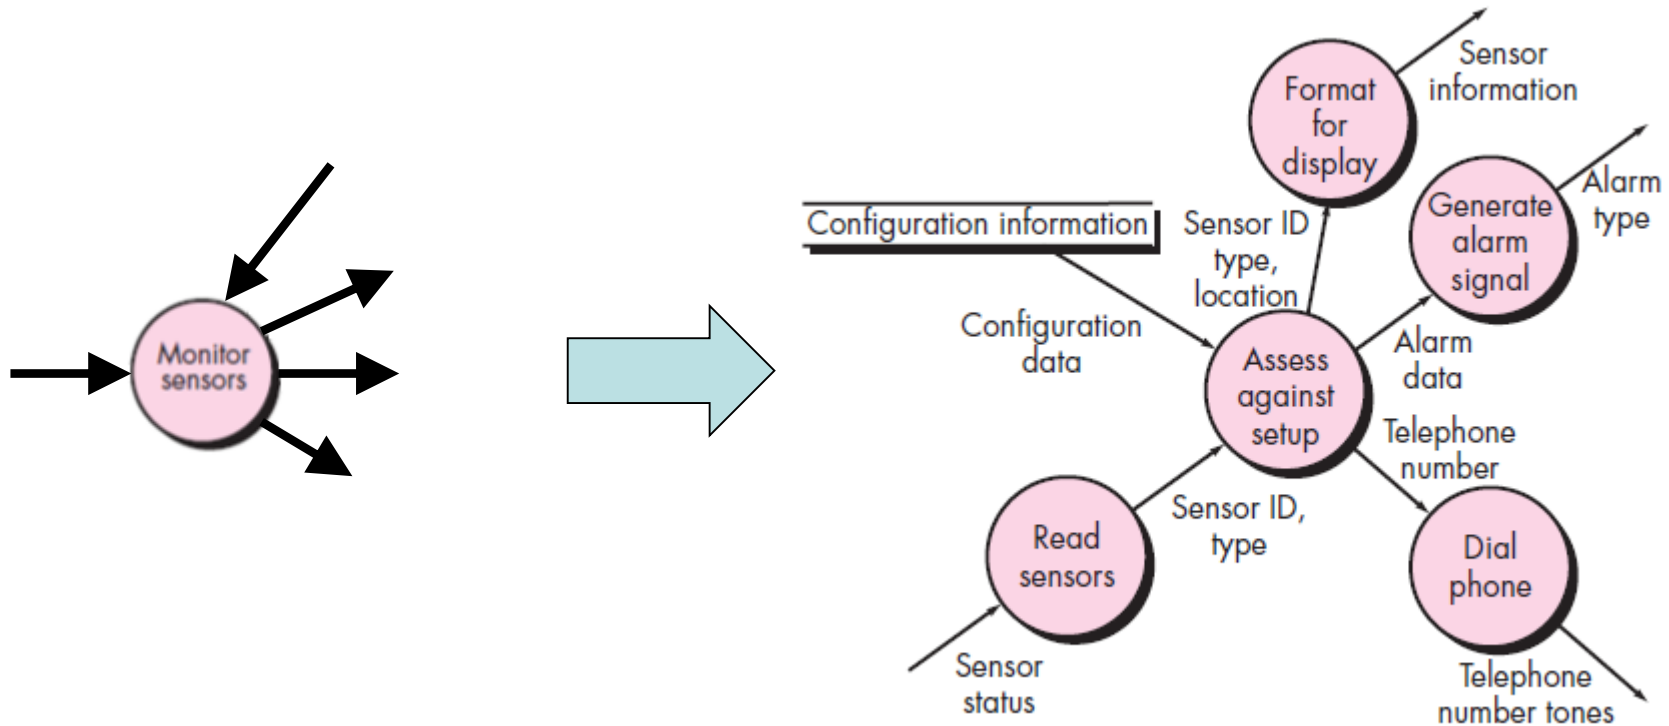 Monitor
sensors
Configuration information
Configuration
data
Sensor ID
type,
location
Format
for
display
Sensor
information
Generate
alarm
signal
Alarm
type
Assess
against
setup
Alarm
data
Telephone
number
Read
sensors
Sensor ID,
type
Sensor
status
Dial
phone
Telephone
number tones